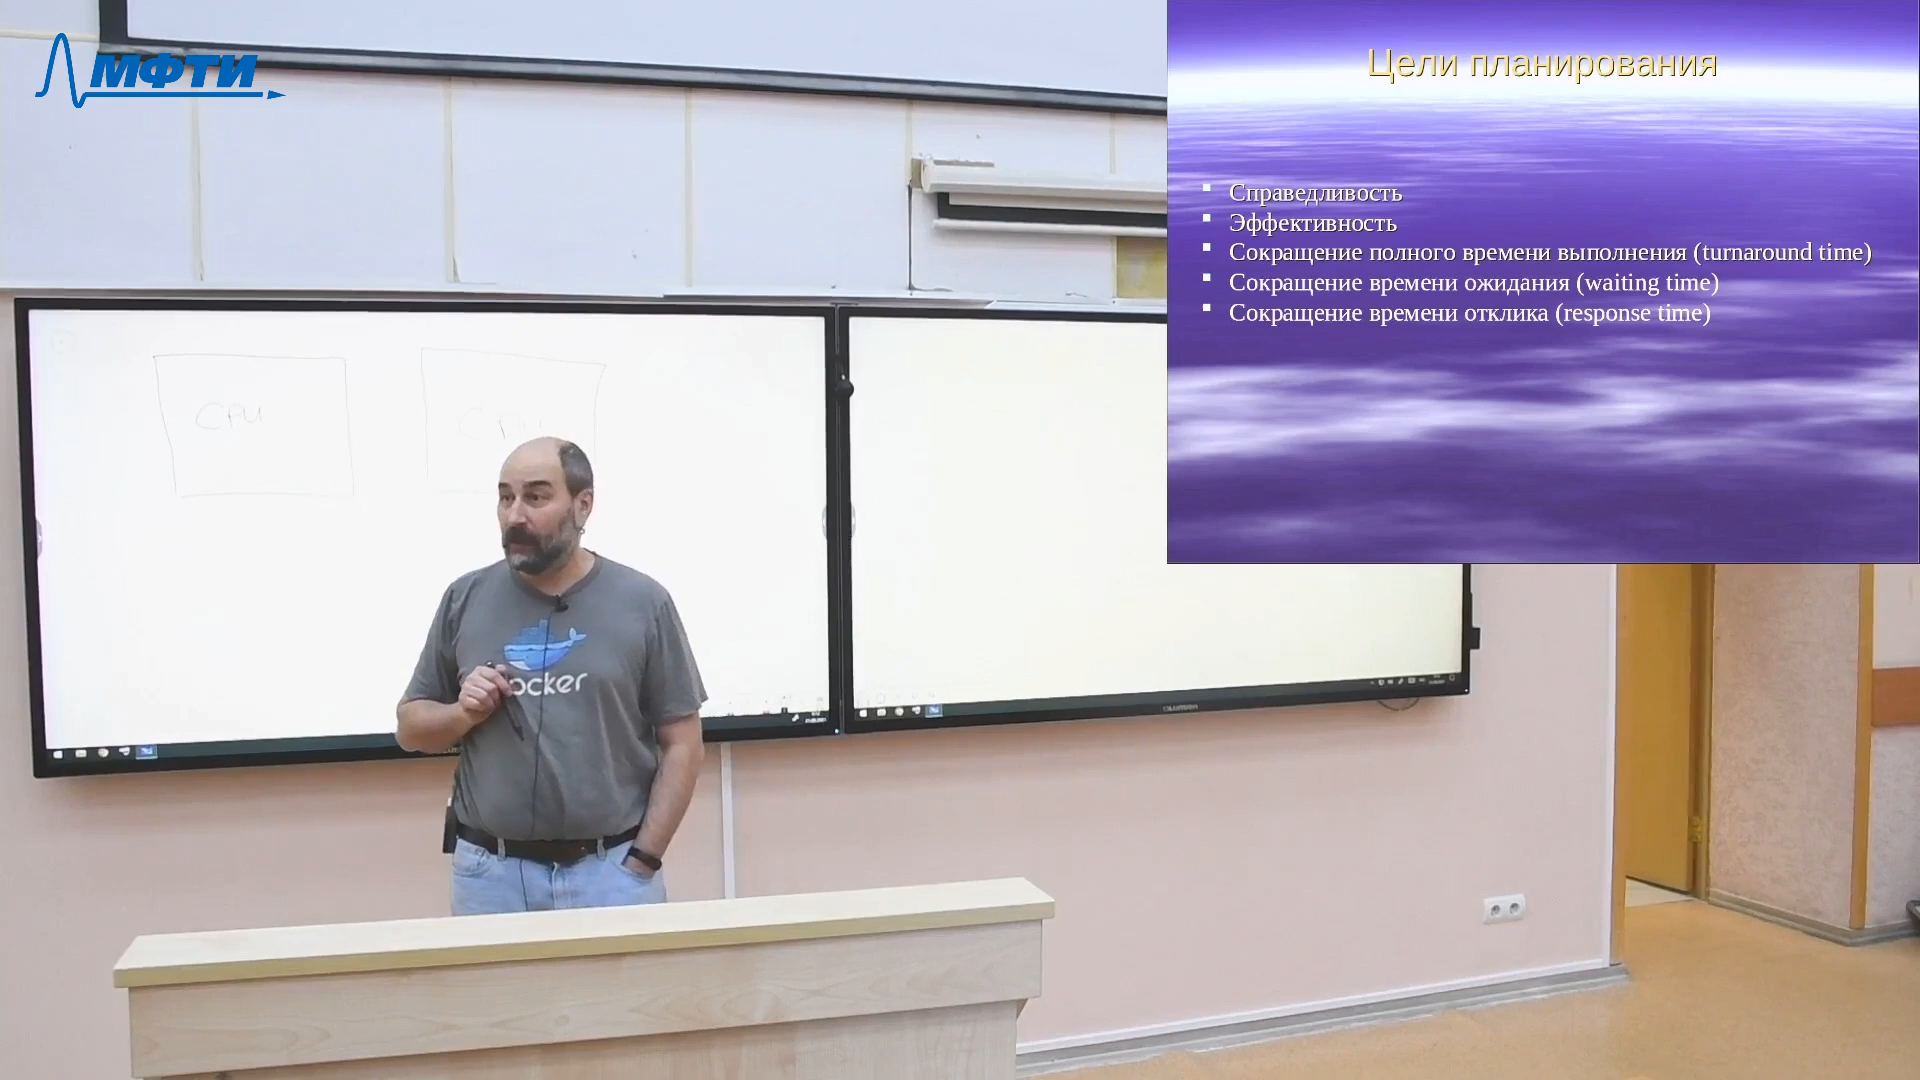 МФТИ
Цели планирования
Справедливость
Эффективность
Сокращение полного времени выполнения (turnaround time)
Сокращение времени ожидания (waiting time)
Сокращение времени отклика (response time)
CPU
ocker